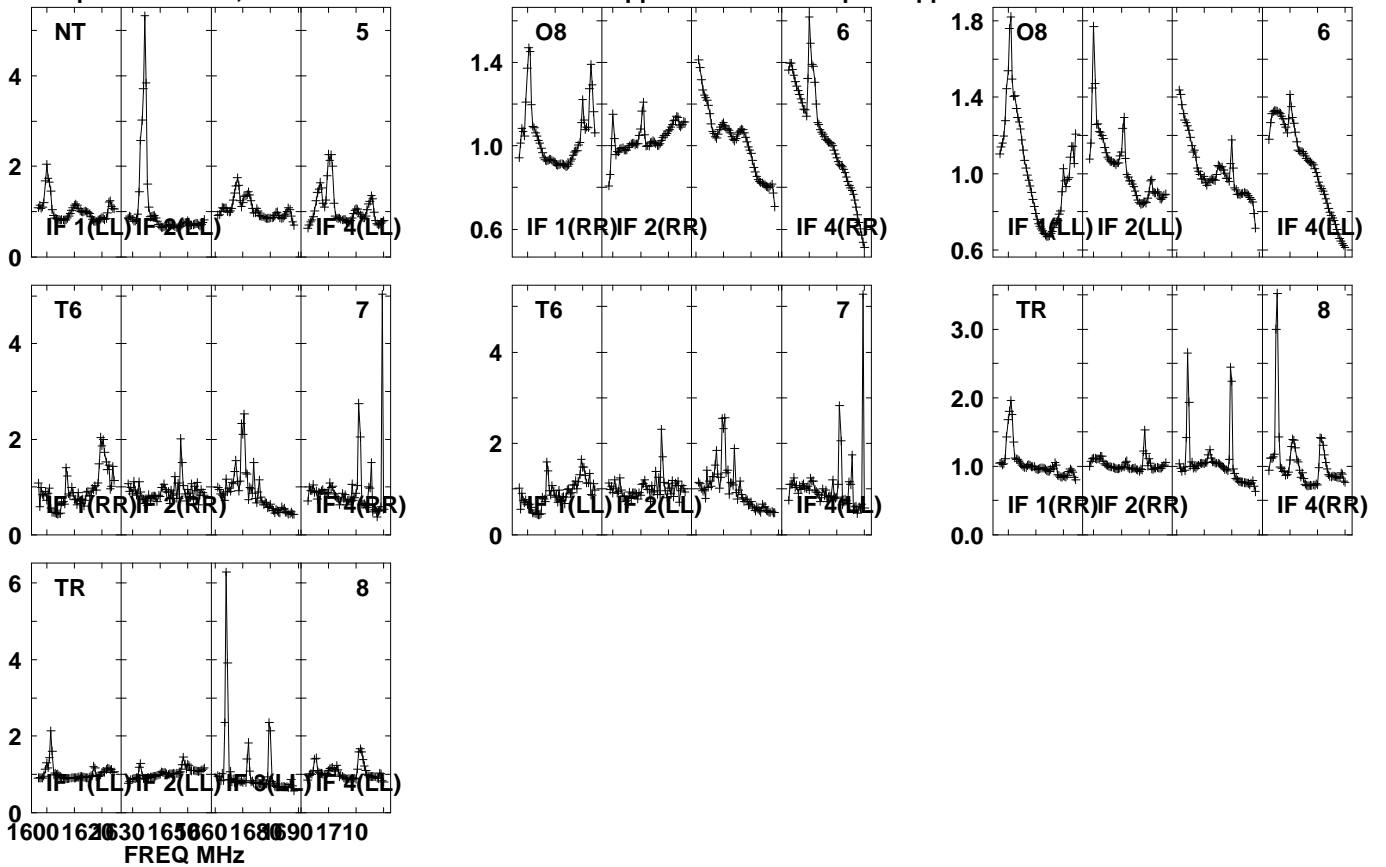 NT 5
4
2
0
IF 1(LL) IF 2(LL) IF 4(LL)
O8 6
1.4
1.0
0.6
IF 1(RR) IF 2(RR) IF 4(RR)
O8 6
1.8
1.4
1.0
0.6
IF 1(LL) IF 2(LL) IF 4(LL)
T6 7
4
2
0
IF 1(RR) IF 2(RR) IF 4(RR)
T6 7
4
2
0
IF 1(LL) IF 2(LL) IF 4(LL)
TR 8
3.0
2.0
1.0
0.0
IF 1(RR) IF 2(RR) IF 4(RR)
TR 8
6
4
2
0
IF 1(LL) IF 2(LL) IF 3(LL) IF 4(LL)
1600 1620 1630 1650 1660 1680 1690 1710
FREQ MHz